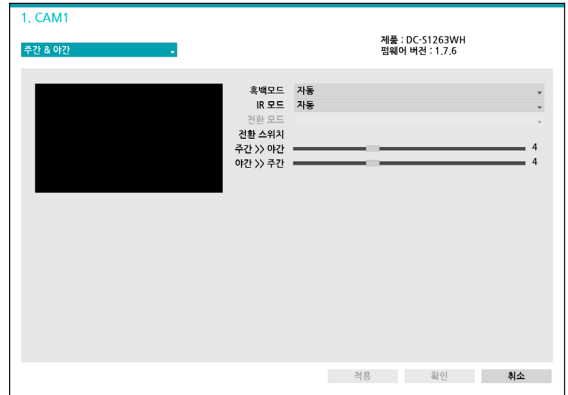 1. CAM1
제품 : DC-S1263WH
펌웨어 버전 : 1.7.6
주간 & 야간
흑백모드 자동
IR 모드 자동
전환 모드
전환 스위치
주간 >> 야간 4
야간 >> 주간 4
적용 확인 취소